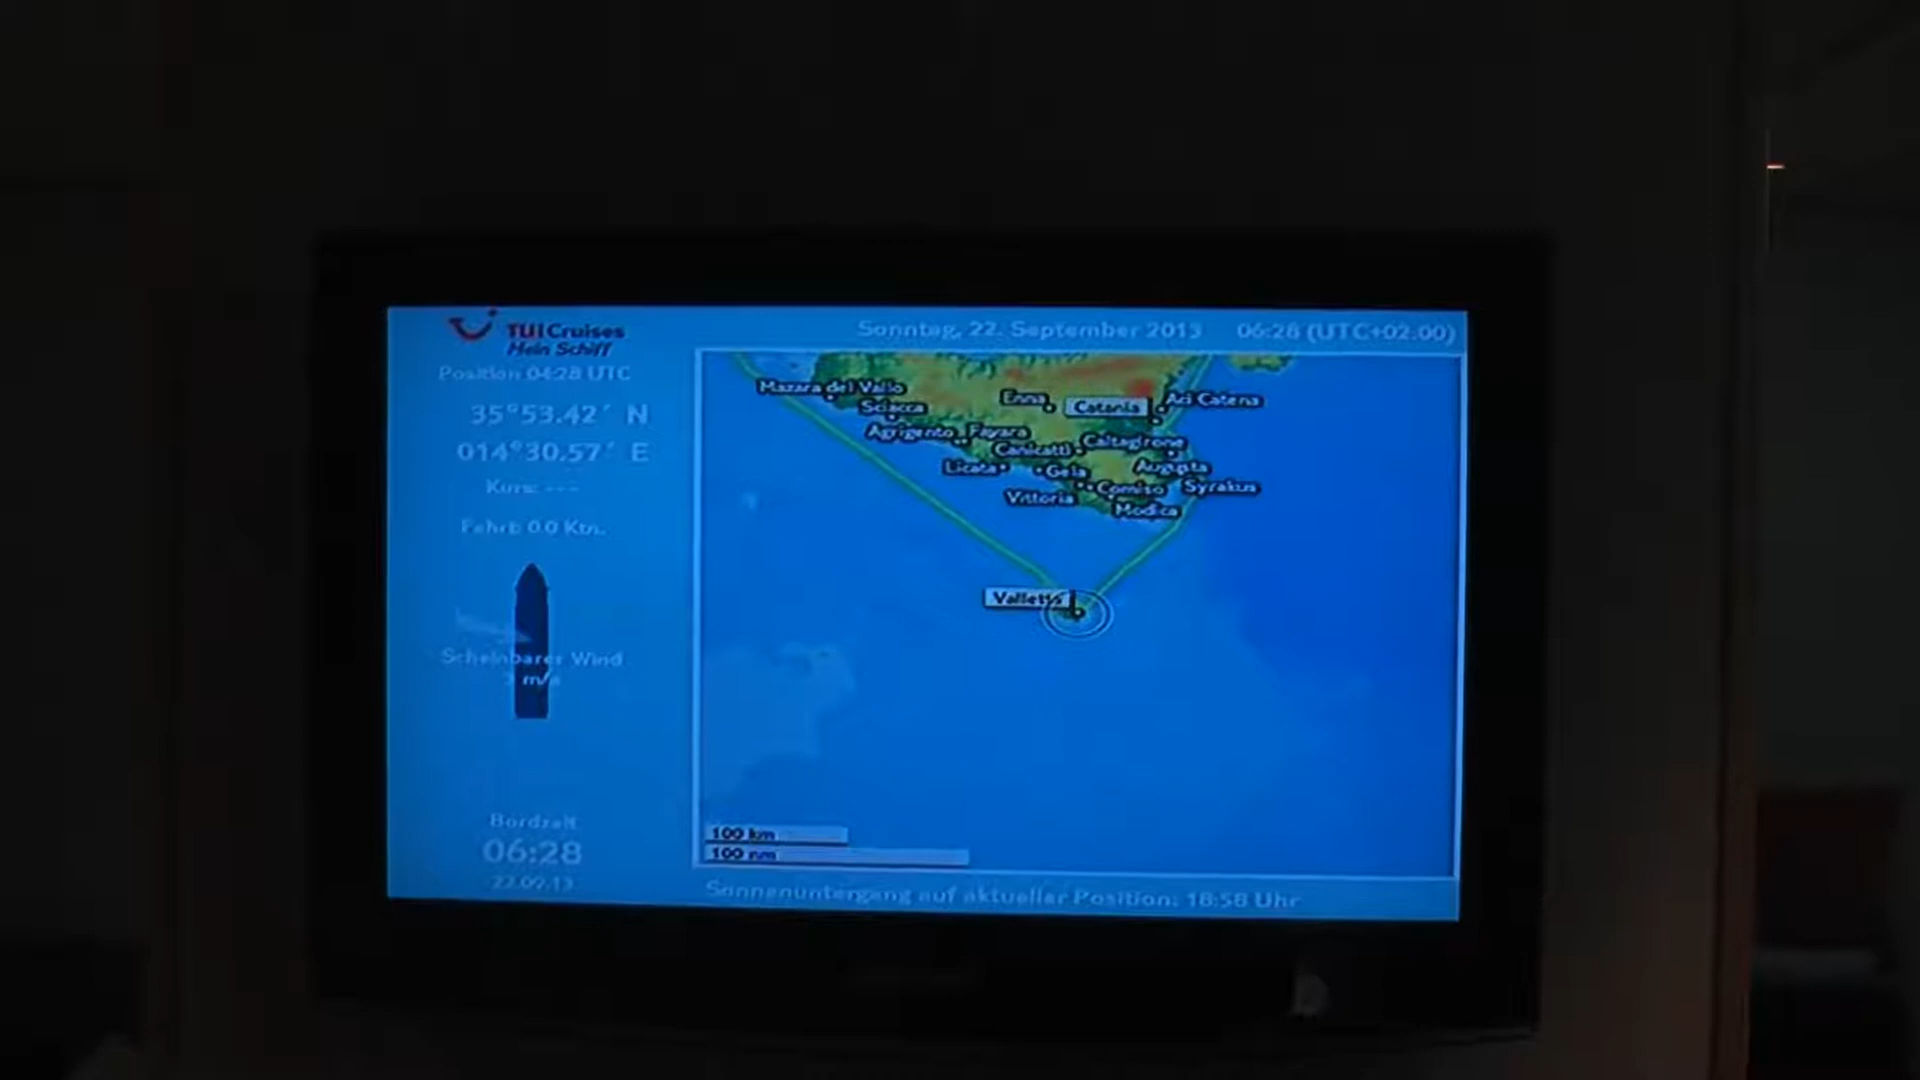 TUI Cruises
Mein Schiff
Sonntag, 22. September 2013 06:28 (UTC+02.00)
Position 04:28 UTC
35°53.42' N
014°30.57' E
Kurs: ---
Fahrt: 0.0 Ktn.
Scheinbarer Wind
m/s
Bordzeit
06:28
22.09.13
Mazara del Vallo
Sciacca
Enna
Catania
Aci Catena
Agrigento
Favara
Canicatti
Caltagirone
Licata
Gela
Augusta
Vittoria
Comiso
Syrakus
Modica
Valletta
100 km
100 nm
Sonnenuntergang auf aktueller Position: 18:58 Uhr